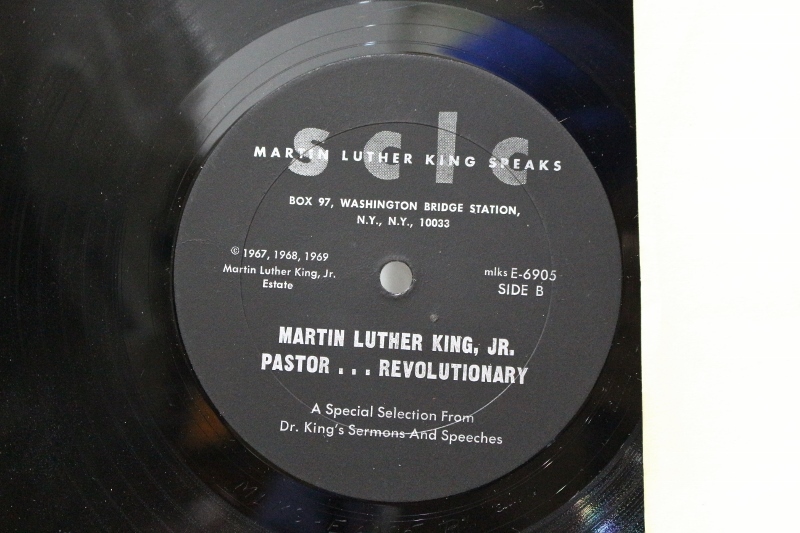 sclc
MARTIN LUTHER KING SPEAKS
BOX 97, WASHINGTON BRIDGE STATION,
N.Y., N.Y., 10033
© 1967, 1968, 1969
Martin Luther King, Jr.
Estate
mlks E-6905
SIDE B
MARTIN LUTHER KING, JR.
PASTOR . . . REVOLUTIONARY
A Special Selection From
Dr. King's Sermons And Speeches